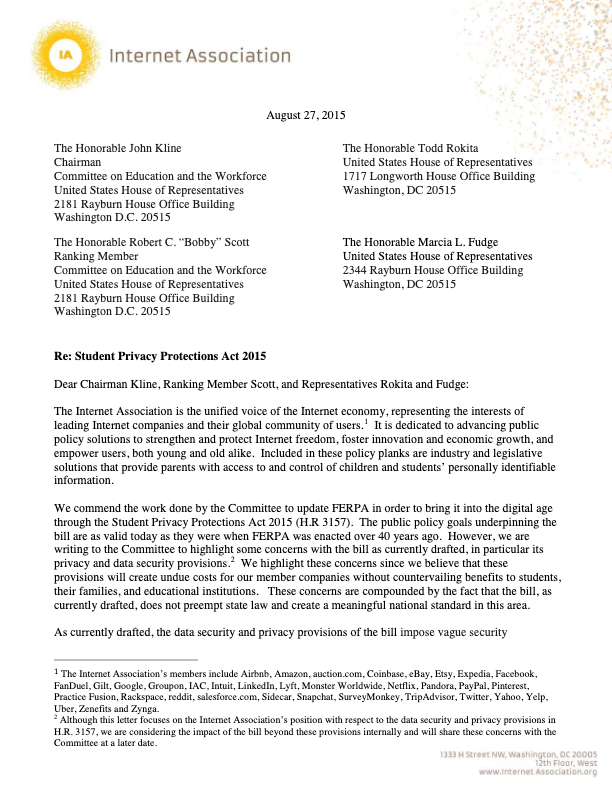 IA
Internet Association
August 27, 2015
The Honorable John Kline
Chairman
Committee on Education and the Workforce
United States House of Representatives
2181 Rayburn House Office Building
Washington D.C. 20515
The Honorable Todd Rokita
United States House of Representatives
1717 Longworth House Office Building
Washington, DC 20515
The Honorable Robert C. “Bobby” Scott
Ranking Member
Committee on Education and the Workforce
United States House of Representatives
2181 Rayburn House Office Building
Washington D.C. 20515
The Honorable Marcia L. Fudge
United States House of Representatives
2344 Rayburn House Office Building
Washington, DC 20515
Re: Student Privacy Protections Act 2015
Dear Chairman Kline, Ranking Member Scott, and Representatives Rokita and Fudge:
The Internet Association is the unified voice of the Internet economy, representing the interests of
leading Internet companies and their global community of users.1 It is dedicated to advancing public
policy solutions to strengthen and protect Internet freedom, foster innovation and economic growth, and
empower users, both young and old alike. Included in these policy planks are industry and legislative
solutions that provide parents with access to and control of children and students’ personally identifiable
information.
We commend the work done by the Committee to update FERPA in order to bring it into the digital age
through the Student Privacy Protections Act 2015 (H.R 3157). The public policy goals underpinning the
bill are as valid today as they were when FERPA was enacted over 40 years ago. However, we are
writing to the Committee to highlight some concerns with the bill as currently drafted, in particular its
privacy and data security provisions.2 We highlight these concerns since we believe that these
provisions will create undue costs for our member companies without countervailing benefits to students,
their families, and educational institutions. These concerns are compounded by the fact that the bill, as
currently drafted, does not preempt state law and create a meaningful national standard in this area.
As currently drafted, the data security and privacy provisions of the bill impose vague security
1 The Internet Association’s members include Airbnb, Amazon, auction.com, Coinbase, eBay, Etsy, Expedia, Facebook,
FanDuel, Gilt, Google, Groupon, IAC, Intuit, LinkedIn, Lyft, Monster Worldwide, Netflix, Pandora, PayPal, Pinterest,
Practice Fusion, Rackspace, reddit, salesforce.com, Sidecar, Snapchat, SurveyMonkey, TripAdvisor, Twitter, Yahoo, Yelp,
Uber, Zenefits and Zynga.
2 Although this letter focuses on the Internet Association’s position with respect to the data security and privacy provisions in
H.R. 3157, we are considering the impact of the bill beyond these provisions internally and will share these concerns with the
Committee at a later date.
1333 H Street NW, Washington, DC 20005
12th Floor, West
www.Internet Association.org